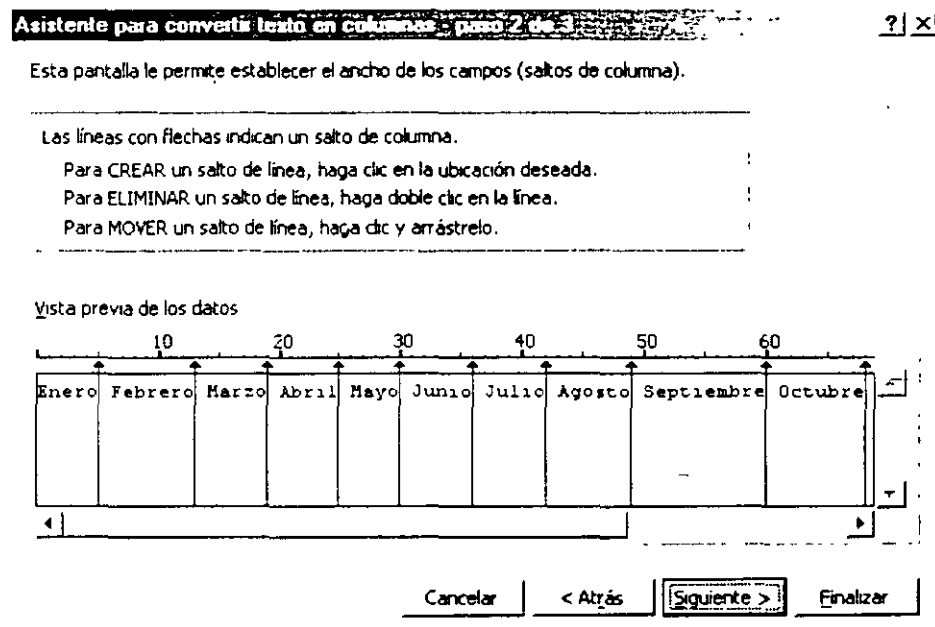 Asistente para convertir texto en columnas - paso 2 de 3
Esta pantalla le permite establecer el ancho de los campos (saltos de columna).
Las líneas con flechas indican un salto de columna.
Para CREAR un salto de línea, haga clic en la ubicación deseada.
Para ELIMINAR un salto de línea, haga doble clic en la línea.
Para MOVER un salto de línea, haga clic y arrástrelo.
Vista previa de los datos
10 20 30 40 50 60
Enero Febrero Marzo Abril Mayo Junio Julio Agosto Septiembre Octubre
Cancelar < Atrás Siguiente > Finalizar